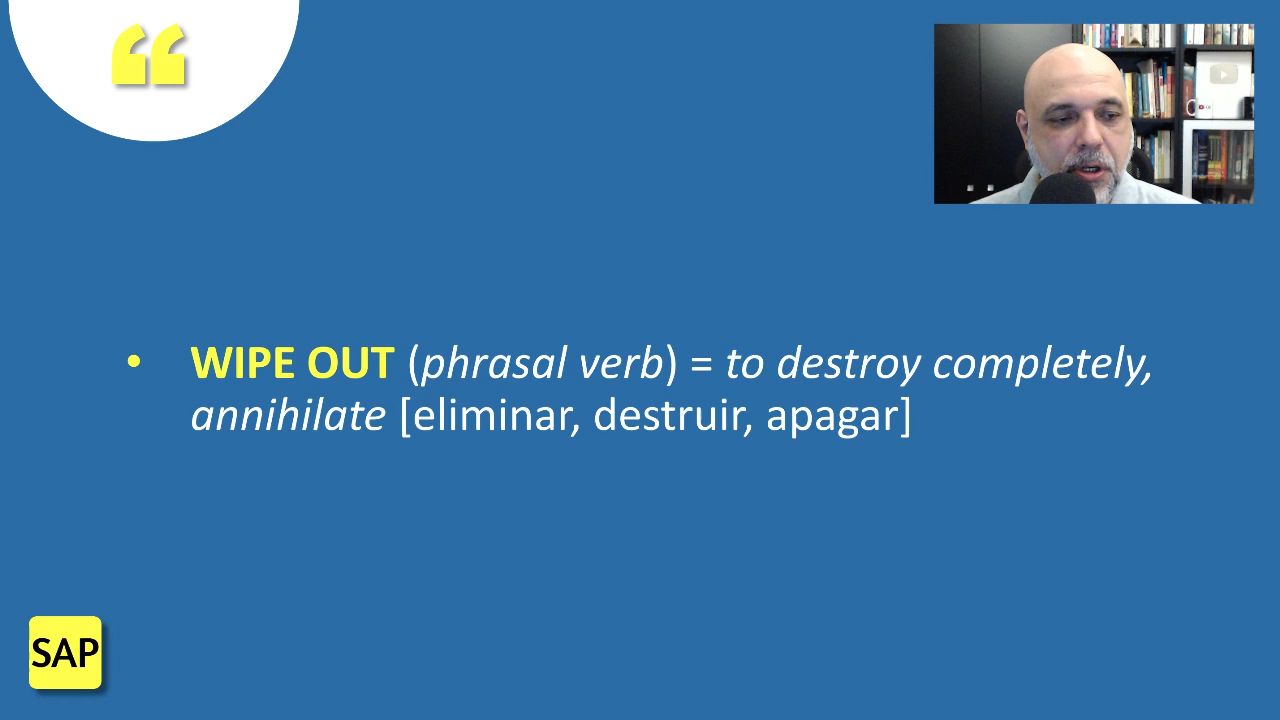 “
• WIPE OUT (phrasal verb) = to destroy completely,
annihilate [eliminar, destruir, apagar]
SAP